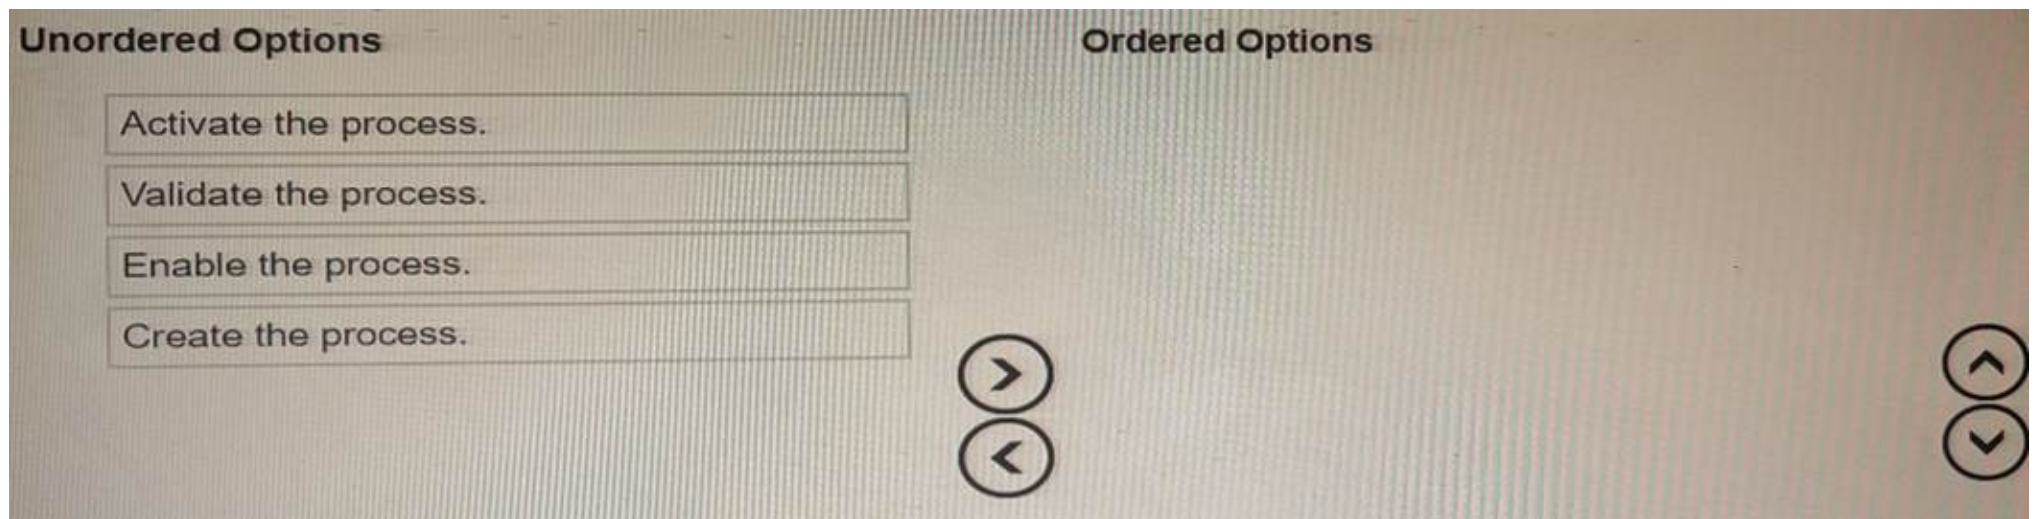 Unordered Options
Ordered Options
Activate the process.
Validate the process.
Enable the process.
Create the process.